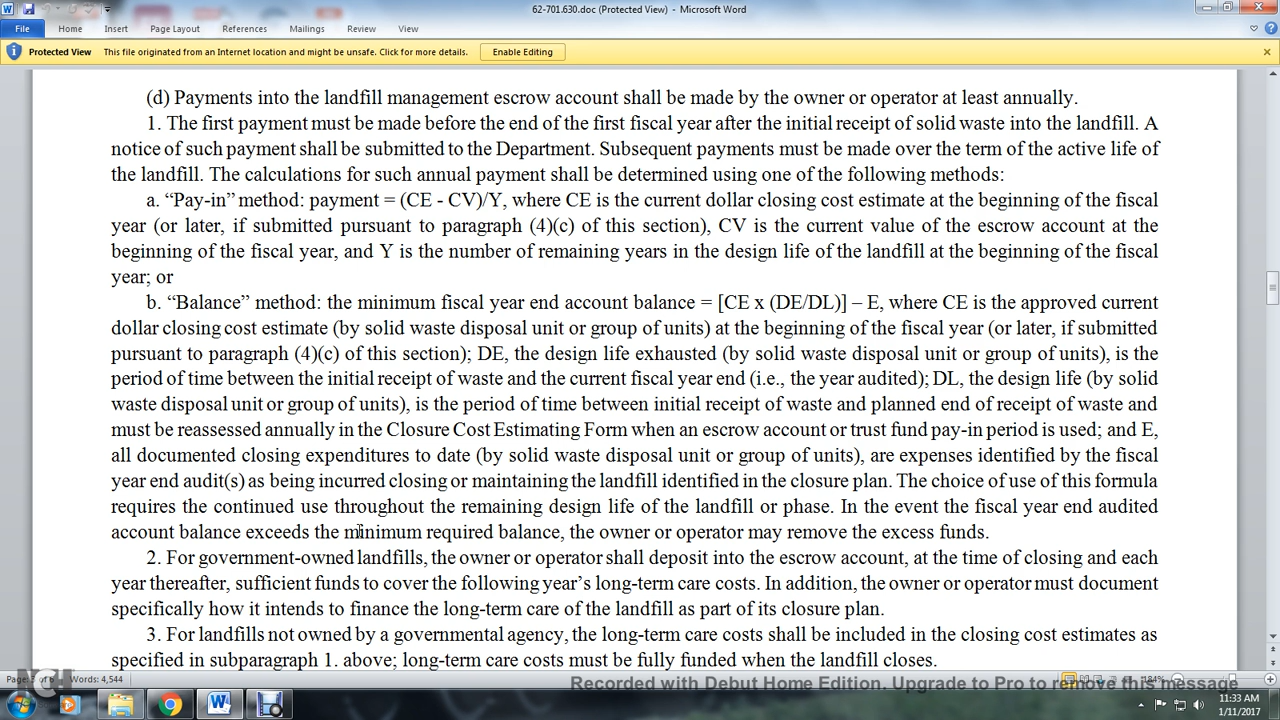 62-701.630.doc (Protected View) - Microsoft Word
File Home Insert Page Layout References Mailings Review View
Protected View This file originated from an Internet location and might be unsafe. Click for more details. Enable Editing
(d) Payments into the landfill management escrow account shall be made by the owner or operator at least annually.
1. The first payment must be made before the end of the first fiscal year after the initial receipt of solid waste into the landfill. A
notice of such payment shall be submitted to the Department. Subsequent payments must be made over the term of the active life of
the landfill. The calculations for such annual payment shall be determined using one of the following methods:
a. “Pay-in” method: payment = (CE - CV)/Y, where CE is the current dollar closing cost estimate at the beginning of the fiscal
year (or later, if submitted pursuant to paragraph (4)(c) of this section), CV is the current value of the escrow account at the
beginning of the fiscal year, and Y is the number of remaining years in the design life of the landfill at the beginning of the fiscal
year; or
b. “Balance” method: the minimum fiscal year end account balance = [CE x (DE/DL)] – E, where CE is the approved current
dollar closing cost estimate (by solid waste disposal unit or group of units) at the beginning of the fiscal year (or later, if submitted
pursuant to paragraph (4)(c) of this section); DE, the design life exhausted (by solid waste disposal unit or group of units), is the
period of time between the initial receipt of waste and the current fiscal year end (i.e., the year audited); DL, the design life (by solid
waste disposal unit or group of units), is the period of time between initial receipt of waste and planned end of receipt of waste and
must be reassessed annually in the Closure Cost Estimating Form when an escrow account or trust fund pay-in period is used; and E,
all documented closing expenditures to date (by solid waste disposal unit or group of units), are expenses identified by the fiscal
year end audit(s) as being incurred closing or maintaining the landfill identified in the closure plan. The choice of use of this formula
requires the continued use throughout the remaining design life of the landfill or phase. In the event the fiscal year end audited
account balance exceeds the minimum required balance, the owner or operator may remove the excess funds.
2. For government-owned landfills, the owner or operator shall deposit into the escrow account, at the time of closing and each
year thereafter, sufficient funds to cover the following year’s long-term care costs. In addition, the owner or operator must document
specifically how it intends to finance the long-term care of the landfill as part of its closure plan.
3. For landfills not owned by a governmental agency, the long-term care costs shall be included in the closing cost estimates as
specified in subparagraph 1. above; long-term care costs must be fully funded when the landfill closes.
Page: 3 of 6 Words: 4,544 184%
NCH
Recorded with Debut Home Edition. Upgrade to Pro to remove this message
11:33 AM
1/11/2017